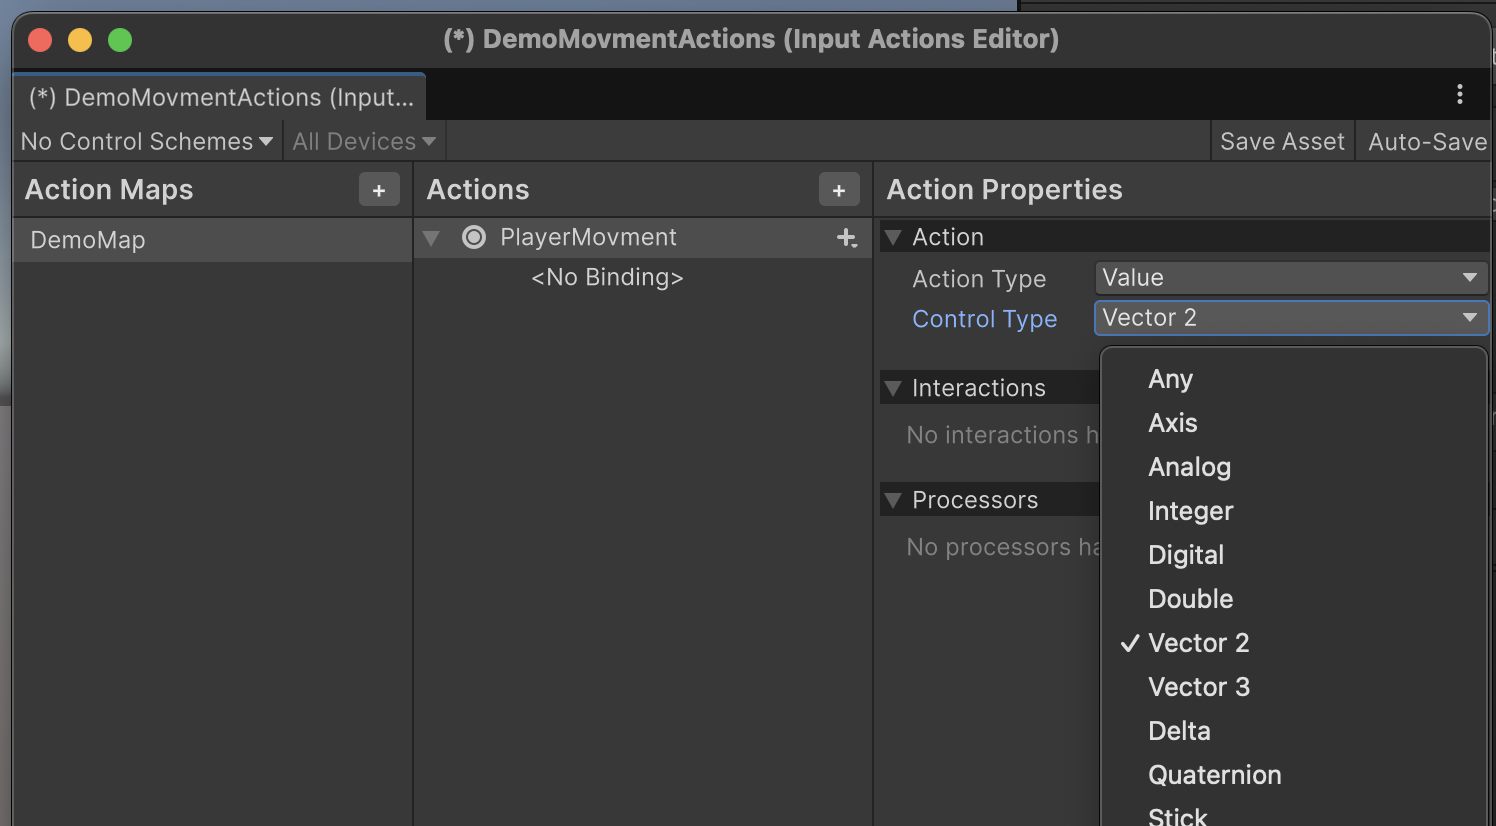 (*) DemoMovmentActions (Input Actions Editor)
(*) DemoMovmentActions (Input...
No Control Schemes
All Devices
Save Asset
Auto-Save
Action Maps
+
Actions
+
Action Properties
DemoMap
PlayerMovment
<No Binding>
Action
Action Type
Value
Control Type
Vector 2
Interactions
No interactions h
Processors
No processors ha
Any
Axis
Analog
Integer
Digital
Double
✓ Vector 2
Vector 3
Delta
Quaternion
Stick